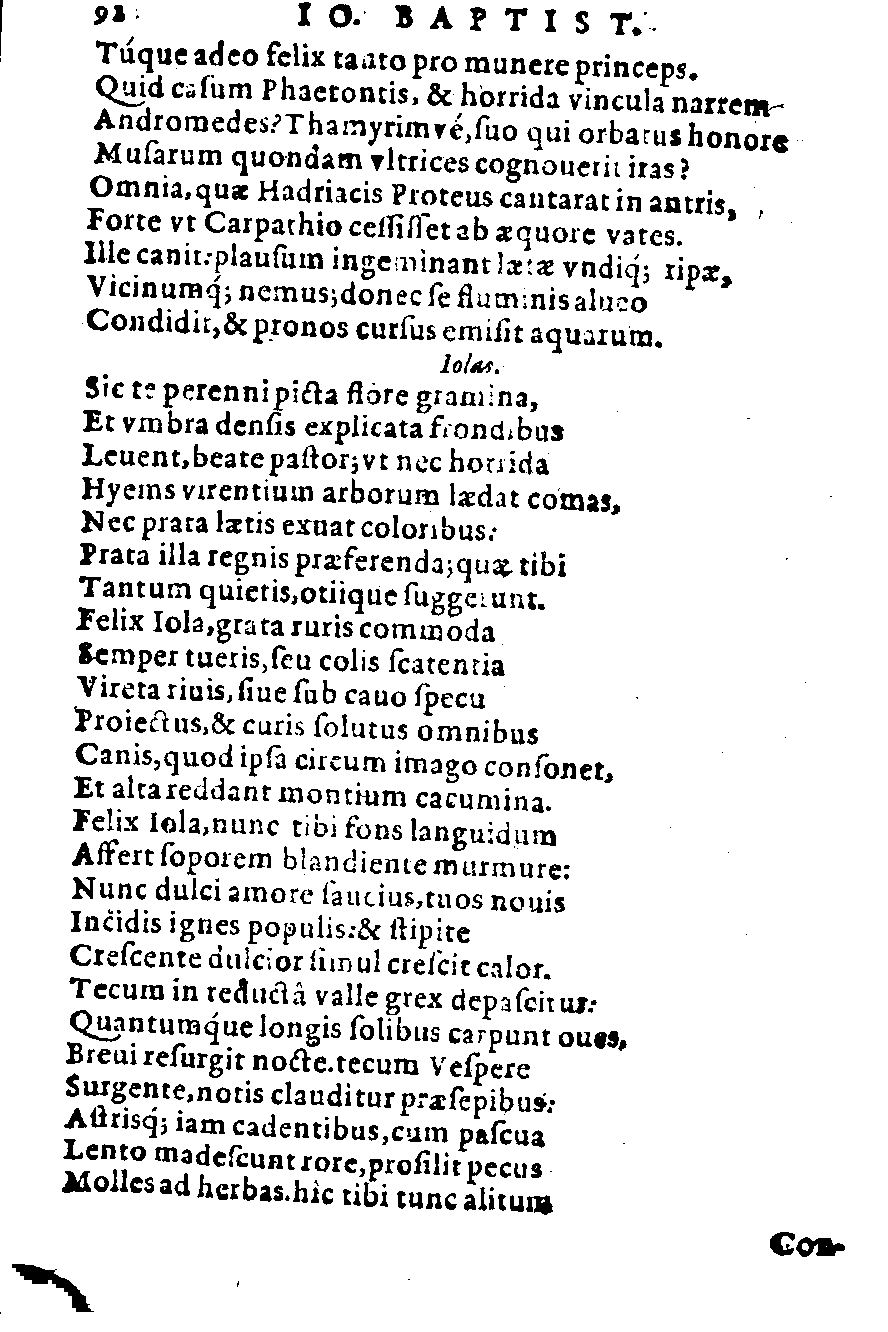 92 IO. BAPTIST.
Túque adeo felix tanto pro munere princeps.
Quid caſum Phaetontis, & horrida vincula narrem
Andromedes? Thamyrimvé, ſuo qui orbatus honore
Muſarum quondam vltrices cognouerit iras?
Omnia, quæ Hadriacis Proteus cantarat in antris,
Forte vt Carpathio ceſſiſſet ab æquore vates.
Ille canit: plauſum ingeminant lætæ vndiq́; ripæ,
Vicinumq́; nemus; donec ſe fluminis alueo
Condidit, & pronos curſus emiſit aquarum.
Iolas.
Sic te perenni picta flore gramina,
Et vmbra denſis explicata frondibus
Leuent, beate paſtor; vt nec horrida
Hyems virentium arborum lædat comas,
Nec prata lætis exuat coloribus:
Prata illa regnis præferenda; quæ tibi
Tantum quietis, otiique ſuggerunt.
Felix Iola, grata ruris commoda
Semper tueris, ſeu colis ſcatentia
Vireta riuis, ſiue ſub cauo ſpecu
Proiectus, & curis ſolutus omnibus
Canis, quod ipſa circum imago conſonet,
Et alta reddant montium cacumina.
Felix Iola, nunc tibi fons languidum
Affert ſoporem blandiente murmure:
Nunc dulci amore ſaucius, tuos nouis
Incidis ignes populis: & ſtipite
Creſcente dulcior ſimul creſcit calor.
Tecum in reductâ valle grex depaſcitur:
Quantumq́ue longis ſolibus carpunt oues,
Breui reſurgit nocte. tecum Veſpere
Surgente, notis clauditur præſepibus:
Aſtrisq́; iam cadentibus, cum paſcua
Lento madeſcunt rore, proſilit pecus
Molles ad herbas. hîc tibi tunc alitum
Con-